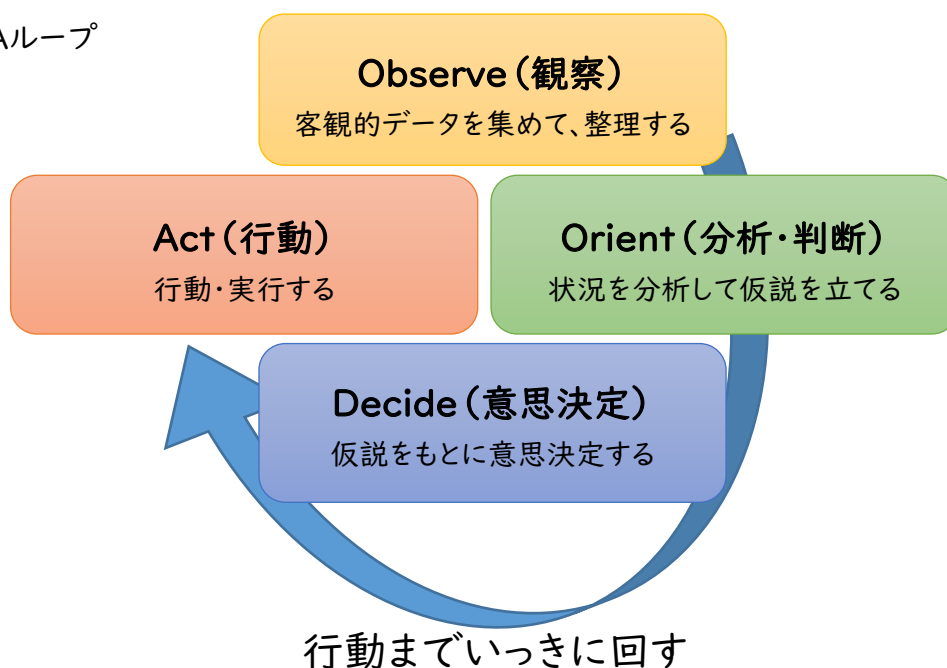 Aループ
Observe(観察)
客観的データを集めて、整理する
Act(行動)
行動・実行する
Orient(分析・判断)
状況を分析して仮説を立てる
Decide(意思決定)
仮説をもとに意思決定する
行動までいっきに回す